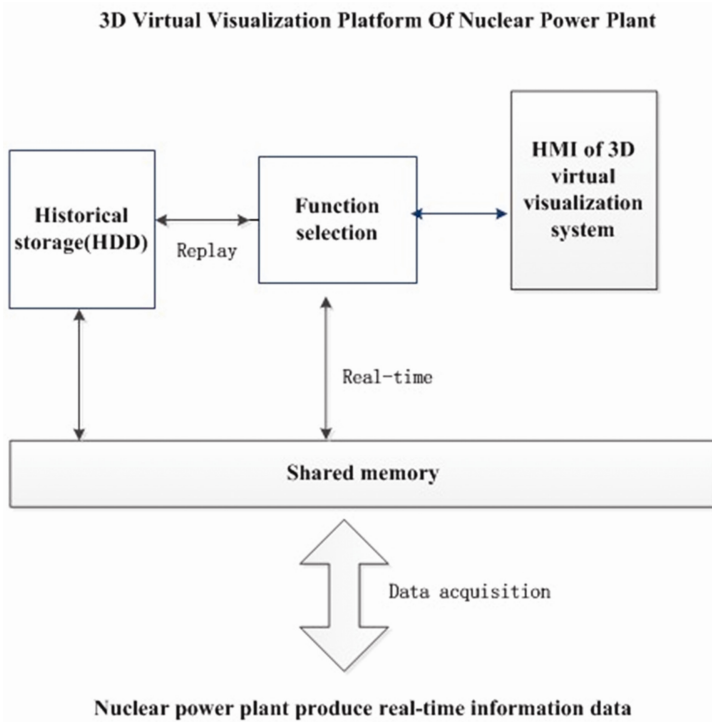 3D Virtual Visualization Platform Of Nuclear Power Plant
HMI of 3D
virtual
visualization
system
Historical
storage(HDD)
Replay
Function
selection
Real-time
Shared memory
Data acquisition
Nuclear power plant produce real-time information data